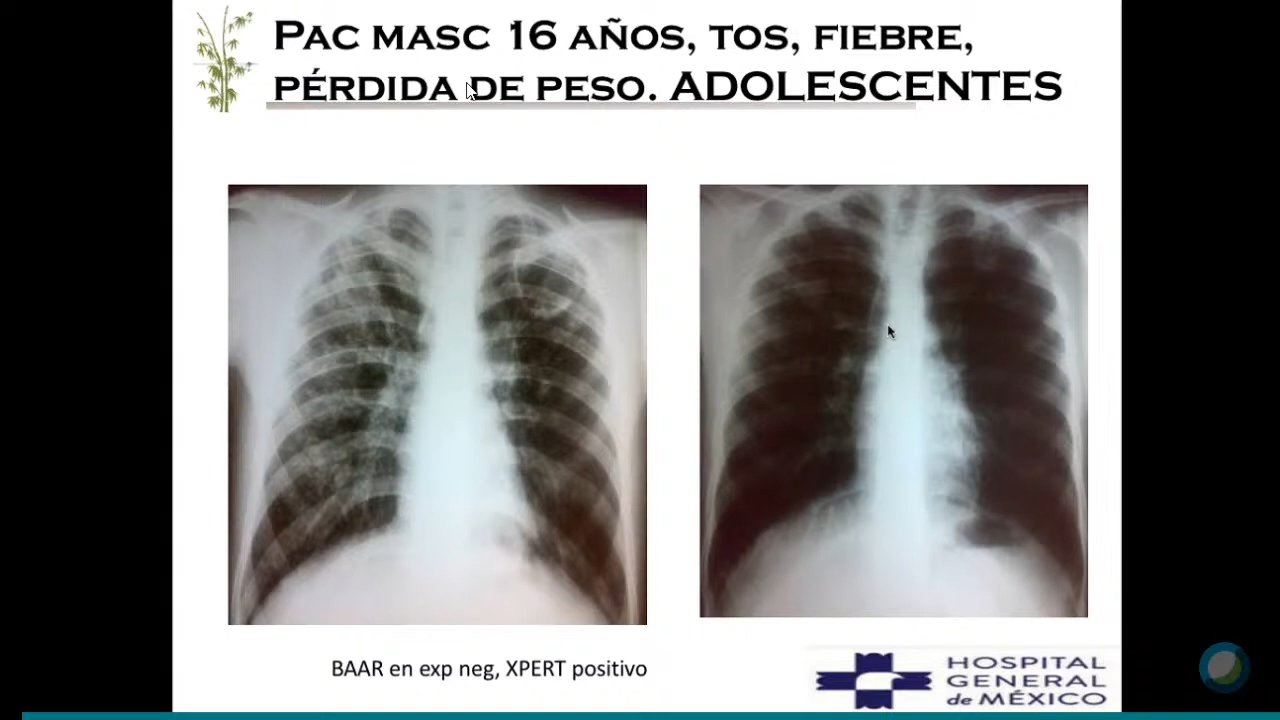 PAC MASC 16 AÑOS, TOS, FIEBRE,
PÉRDIDA DE PESO. ADOLESCENTES
BAAR en exp neg, XPERT positivo
HOSPITAL
GENERAL
de MÉXICO